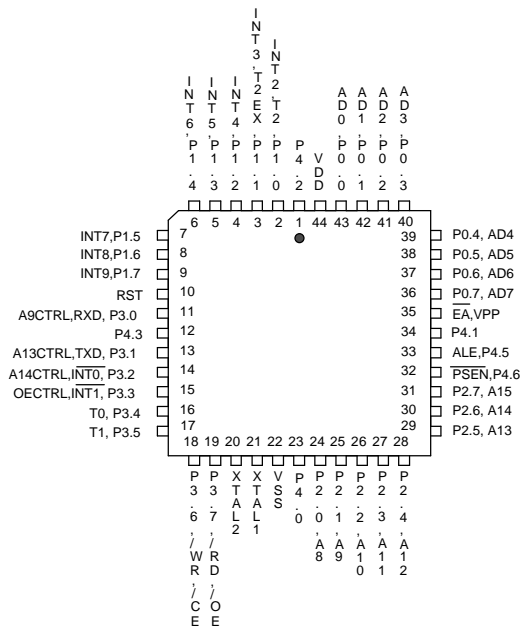 INT6,P1.4
INT5,P1.3
INT4,P1.2
INT3,T2EX,P1.1
INT2,T2,P1.0
P4.2
VDD
AD0,P0.0
AD1,P0.1
AD2,P0.2
AD3,P0.3
6 5 4 3 2 1 44 43 42 41 40
INT7,P1.5 7 39 P0.4, AD4
INT8,P1.6 8 38 P0.5, AD5
INT9,P1.7 9 37 P0.6, AD6
RST 10 36 P0.7, AD7
A9CTRL,RXD, P3.0 11 35 EA,VPP
P4.3 12 34 P4.1
A13CTRL,TXD, P3.1 13 33 ALE,P4.5
A14CTRL,INT0, P3.2 14 32 PSEN,P4.6
OECTRL,INT1, P3.3 15 31 P2.7, A15
T0, P3.4 16 30 P2.6, A14
T1, P3.5 17 29 P2.5, A13
18 19 20 21 22 23 24 25 26 27 28
P3.6,/WR,/CE
P3.7,/RD,/OE
XTAL2
XTAL1
VSS
P4.0
P2.0,A8
P2.1,A9
P2.2,A10
P2.3,A11
P2.4,A12